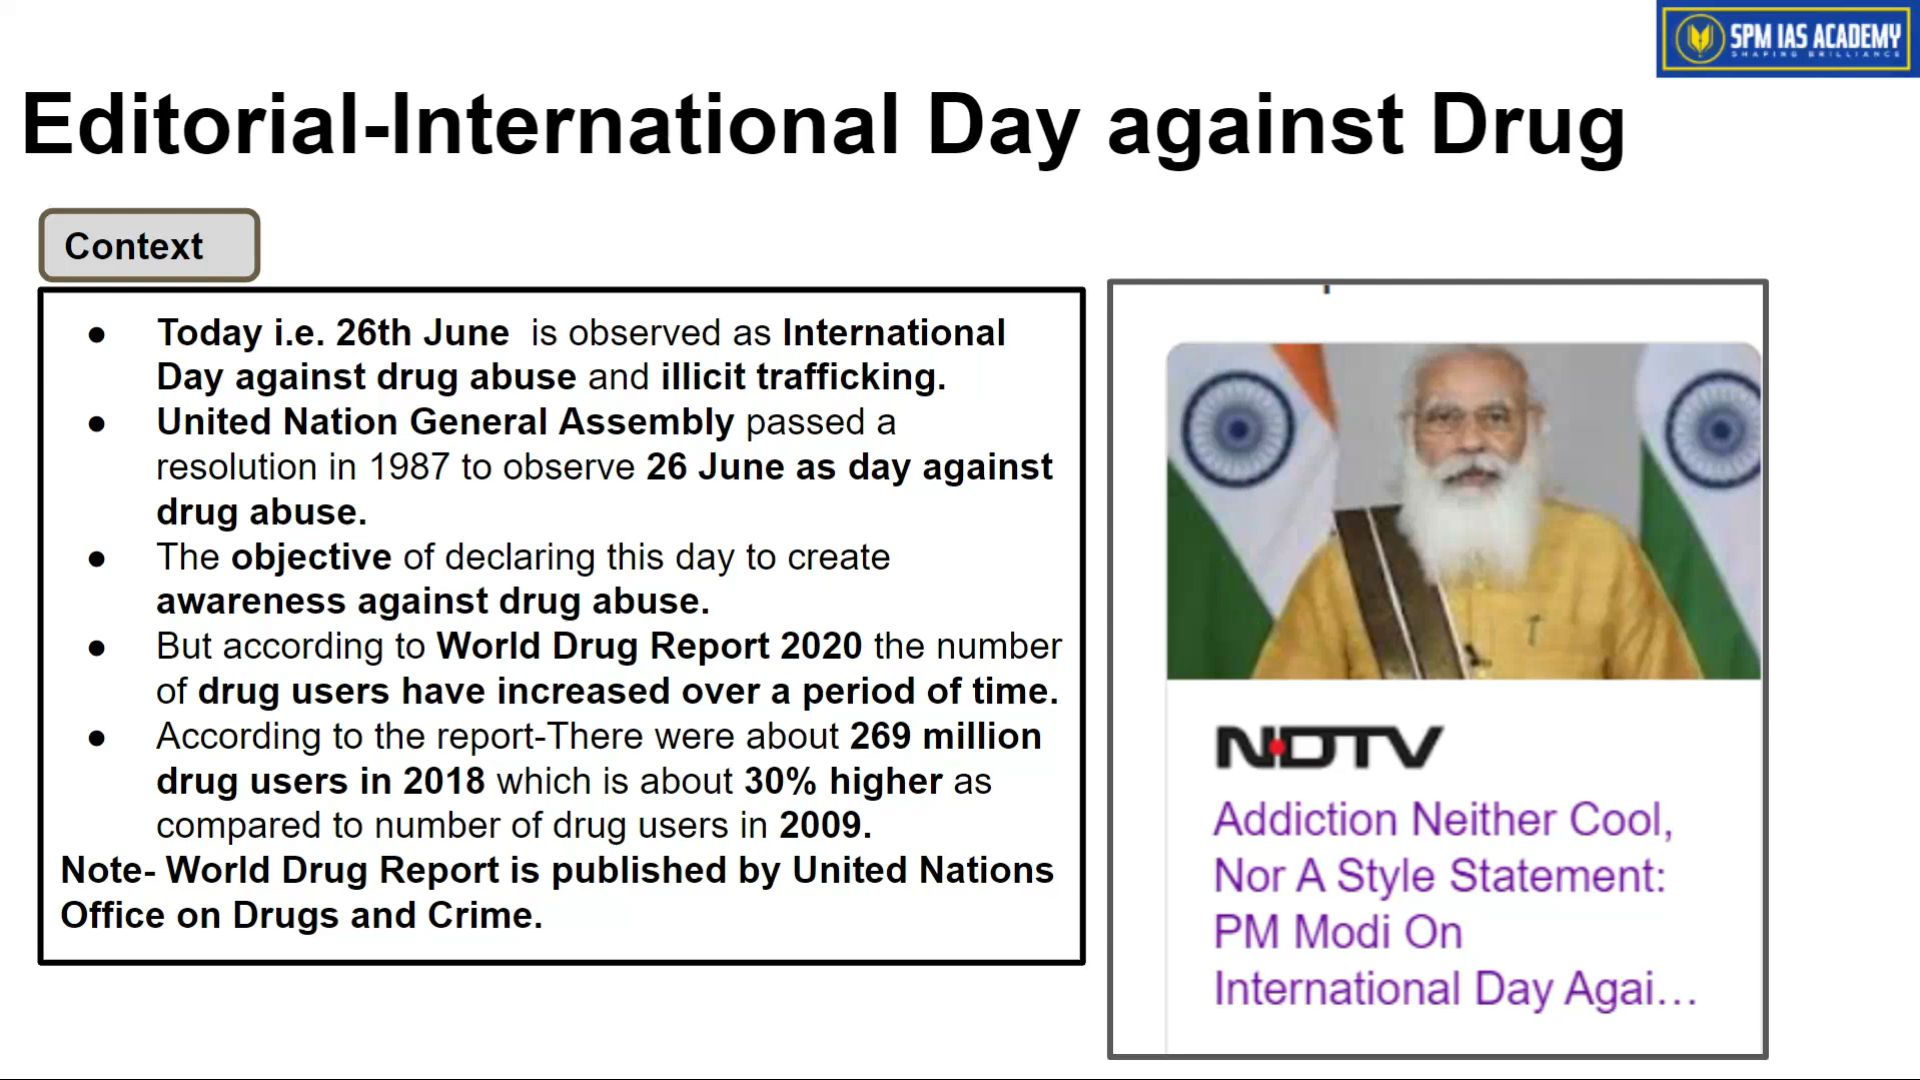 SPM IAS ACADEMY
SHAPING BRILLIANCE
Editorial-International Day against Drug
Context
● Today i.e. 26th June is observed as International
Day against drug abuse and illicit trafficking.
● United Nation General Assembly passed a
resolution in 1987 to observe 26 June as day against
drug abuse.
● The objective of declaring this day to create
awareness against drug abuse.
● But according to World Drug Report 2020 the number
of drug users have increased over a period of time.
● According to the report-There were about 269 million
drug users in 2018 which is about 30% higher as
compared to number of drug users in 2009.
Note- World Drug Report is published by United Nations
Office on Drugs and Crime.
NDTV
Addiction Neither Cool,
Nor A Style Statement:
PM Modi On
International Day Agai...